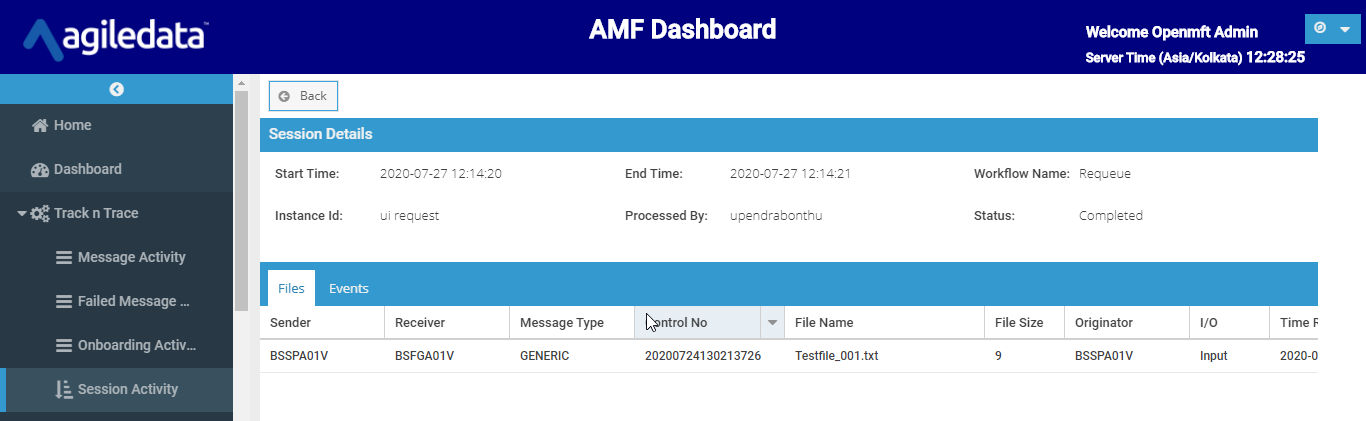 agiledata™
AMF Dashboard
Welcome Openmft Admin
Server Time (Asia/Kolkata) 12:28:25
Home
Dashboard
Track n Trace
Message Activity
Failed Message ...
Onboarding Activ...
Session Activity
Back
Session Details
Start Time: 2020-07-27 12:14:20 End Time: 2020-07-27 12:14:21 Workflow Name: Requeue
Instance Id: ui request Processed By: upendrabonthu Status: Completed
Files Events
Sender Receiver Message Type ontrol No File Name File Size Originator I/O Time R
BSSPA01V BSFGA01V GENERIC 20200724130213726 Testfile_001.txt 9 BSSPA01V Input 2020-0